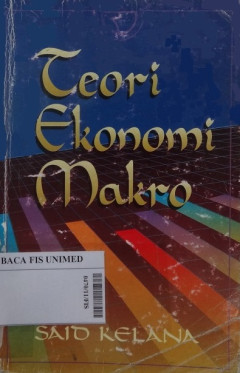 Teori
Ekonomi
Makro
BACA FIS UNIMED
SAID KELANA